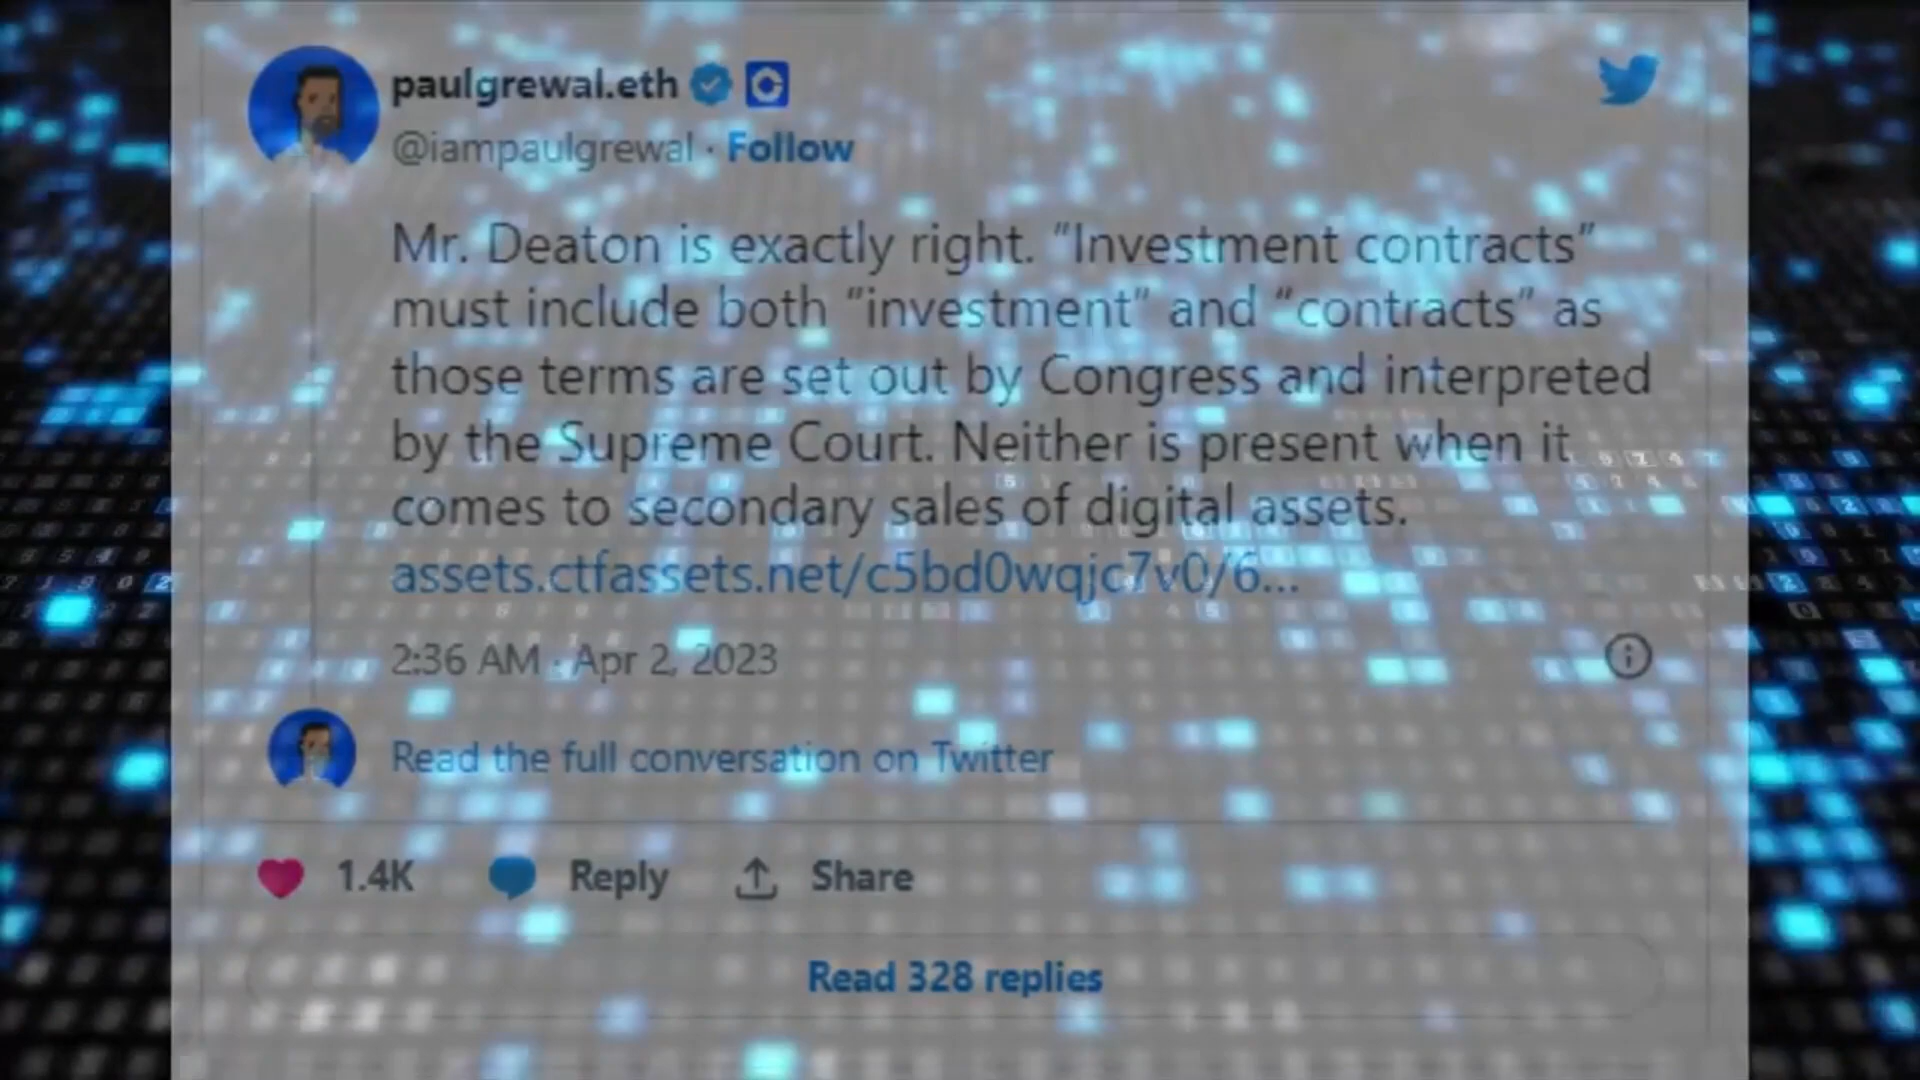 paulgrewal.eth
@iampaulgrewal · Follow
Mr. Deaton is exactly right. “Investment contracts”
must include both “investment” and “contracts” as
those terms are set out by Congress and interpreted
by the Supreme Court. Neither is present when it
comes to secondary sales of digital assets.
assets.ctfassets.net/c5bd0wqjc7v0/6...
2:36 AM · Apr 2, 2023
Read the full conversation on Twitter
1.4K Reply Share
Read 328 replies